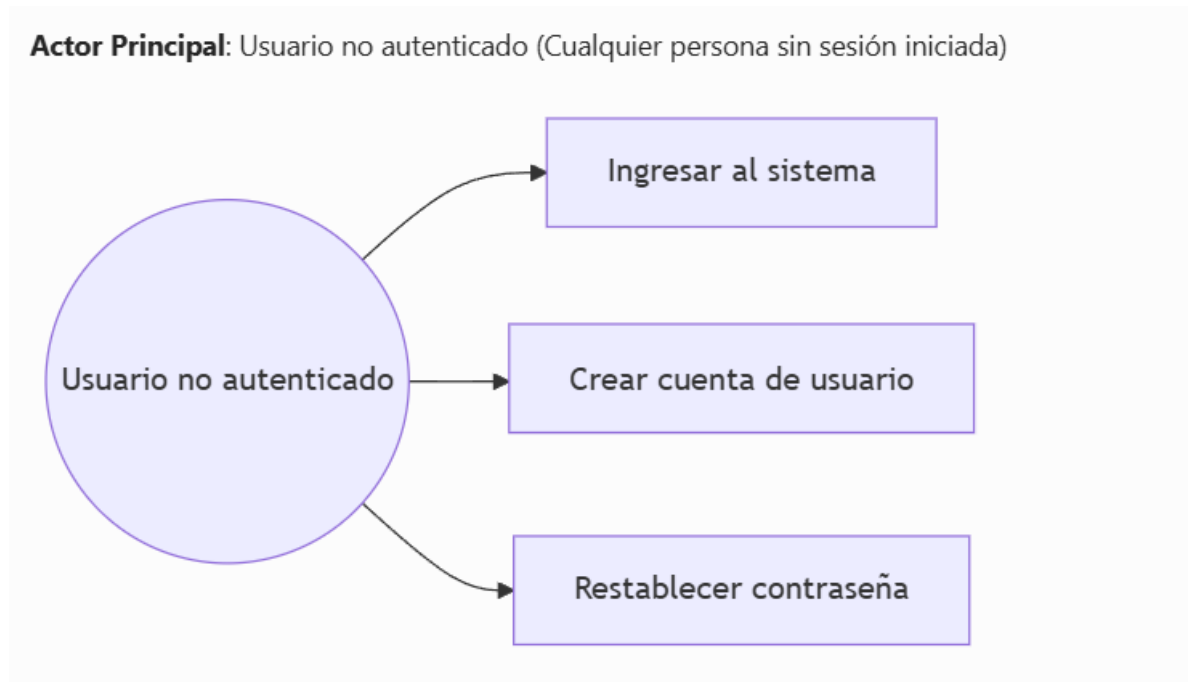 Actor Principal: Usuario no autenticado (Cualquier persona sin sesión iniciada)
Ingresar al sistema
Usuario no autenticado
Crear cuenta de usuario
Restablecer contraseña